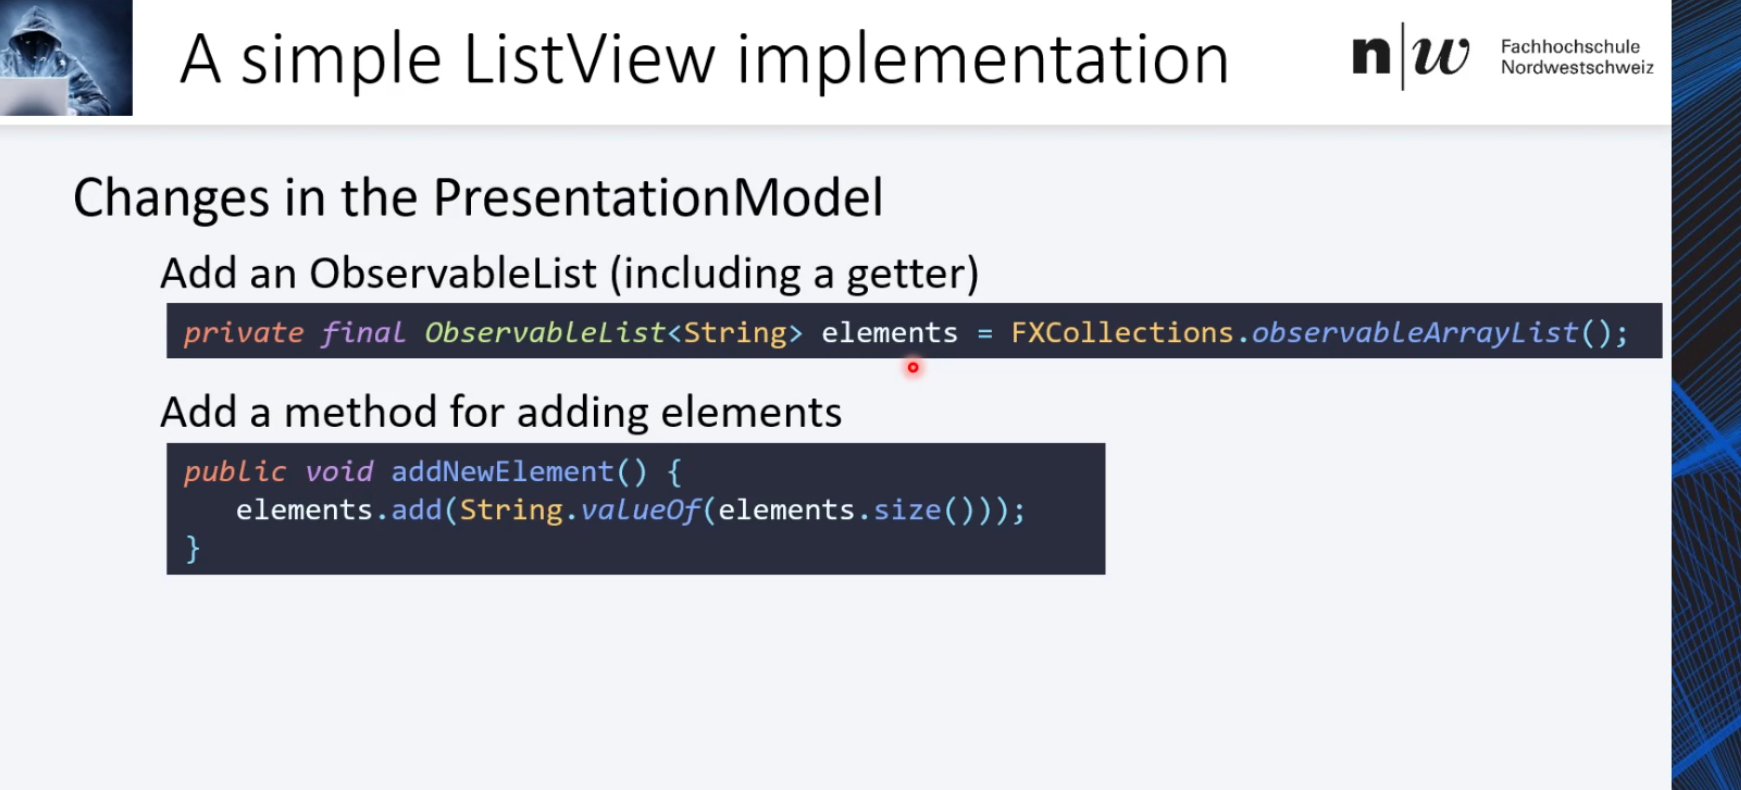 A simple ListView implementation
n|w Fachhochschule
Nordwestschweiz
Changes in the PresentationModel
Add an ObservableList (including a getter)
private final ObservableList<String> elements = FXCollections.observableArrayList();
Add a method for adding elements
public void addNewElement() {
elements.add(String.valueOf(elements.size()));
}